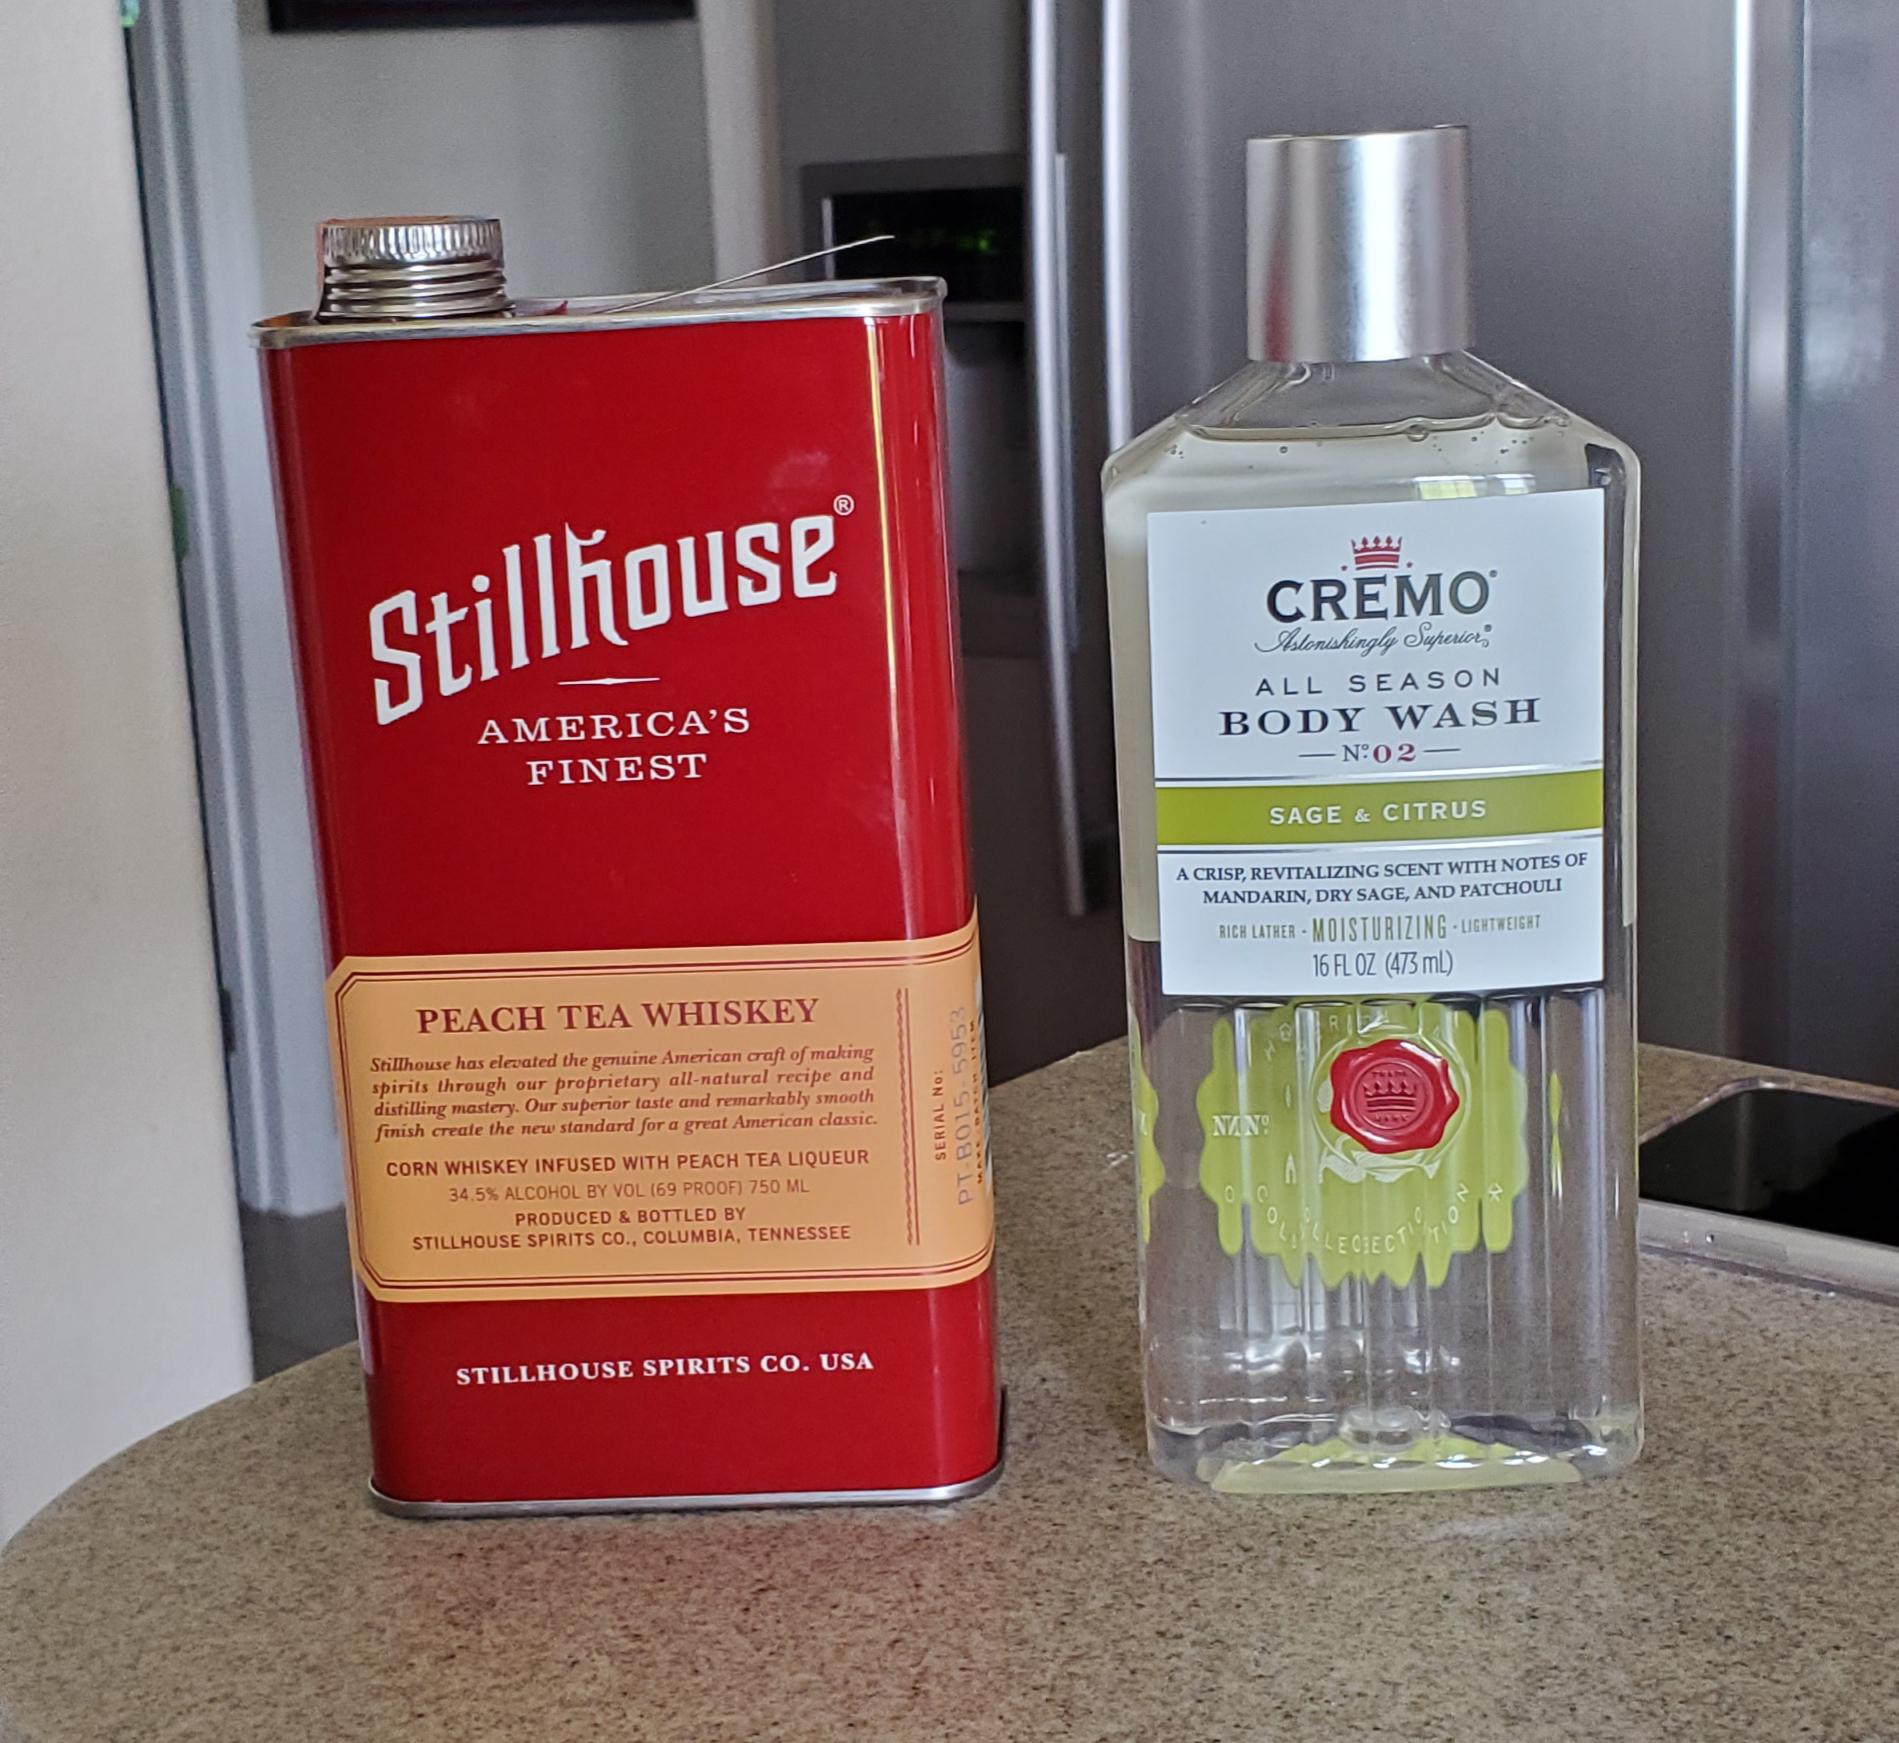 Stillhouse®
AMERICA'S
FINEST
PEACH TEA WHISKEY
Stillhouse has elevated the genuine American craft of making
spirits through our proprietary all-natural recipe and
distilling mastery. Our superior taste and remarkably smooth
finish create the new standard for a great American classic.
CORN WHISKEY INFUSED WITH PEACH TEA LIQUEUR
34.5% ALCOHOL BY VOL (69 PROOF) 750 ML
PRODUCED & BOTTLED BY
STILLHOUSE SPIRITS CO., COLUMBIA, TENNESSEE
SERIAL No:
PT-B015-5953
STILLHOUSE SPIRITS CO. USA
CREMO®
Astonishingly Superior®
ALL SEASON
BODY WASH
Nº 02
SAGE & CITRUS
A CRISP, REVITALIZING SCENT WITH NOTES OF
MANDARIN, DRY SAGE, AND PATCHOULI
RICH LATHER - MOISTURIZING - LIGHTWEIGHT
16 FL OZ (473 mL)
TRADE
MARK